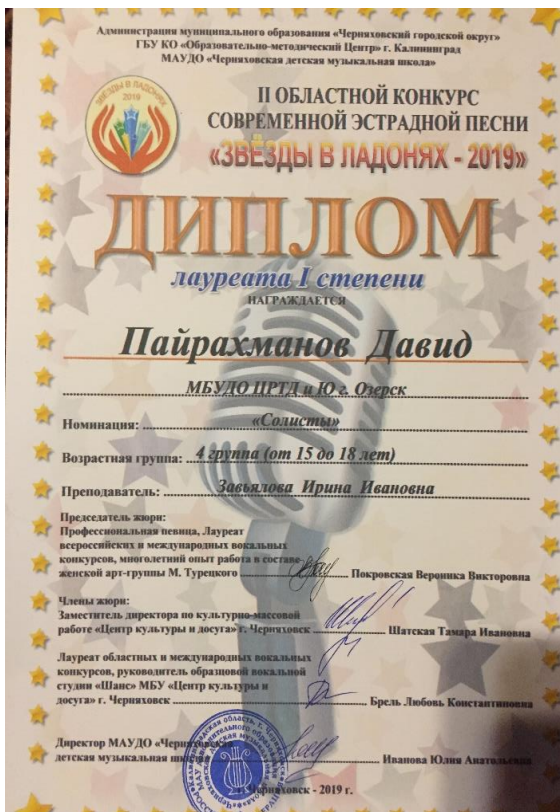 Администрация муниципального образования «Черняховский городской округ»
ГБУ КО «Образовательно-методический Центр» г. Калининград
МАУДО «Черняховская детская музыкальная школа»
ЗВЁЗДЫ В ЛАДОНЯХ
2019
II ОБЛАСТНОЙ КОНКУРС
СОВРЕМЕННОЙ ЭСТРАДНОЙ ПЕСНИ
«ЗВЁЗДЫ В ЛАДОНЯХ - 2019»
ДИПЛОМ
лауреата I степени
НАГРАЖДАЕТСЯ
Пайрахманов Давид
МБУДО ЦРТД и Ю г. Озерск
Номинация: «Солисты»
Возрастная группа: 4 группа (от 15 до 18 лет)
Преподаватель: Завьялова Ирина Ивановна
Председатель жюри:
Профессиональная певица, Лауреат
всероссийских и международных вокальных
конкурсов, многолетний опыт работа в составе
женской арт-группы М. Турецкого Покровская Вероника Викторовна
Члены жюри:
Заместитель директора по культурно-массовой
работе «Центр культуры и досуга» г. Черняховск Шатская Тамара Ивановна
Лауреат областных и международных вокальных
конкурсов, руководитель образцовой вокальной
студии «Шанс» МБУ «Центр культуры и
досуга» г. Черняховск Брель Любовь Константиновна
Директор МАУДО «Черняховская
детская музыкальная школа» Иванова Юлия Анатольевна
г. Черняховск - 2019 г.